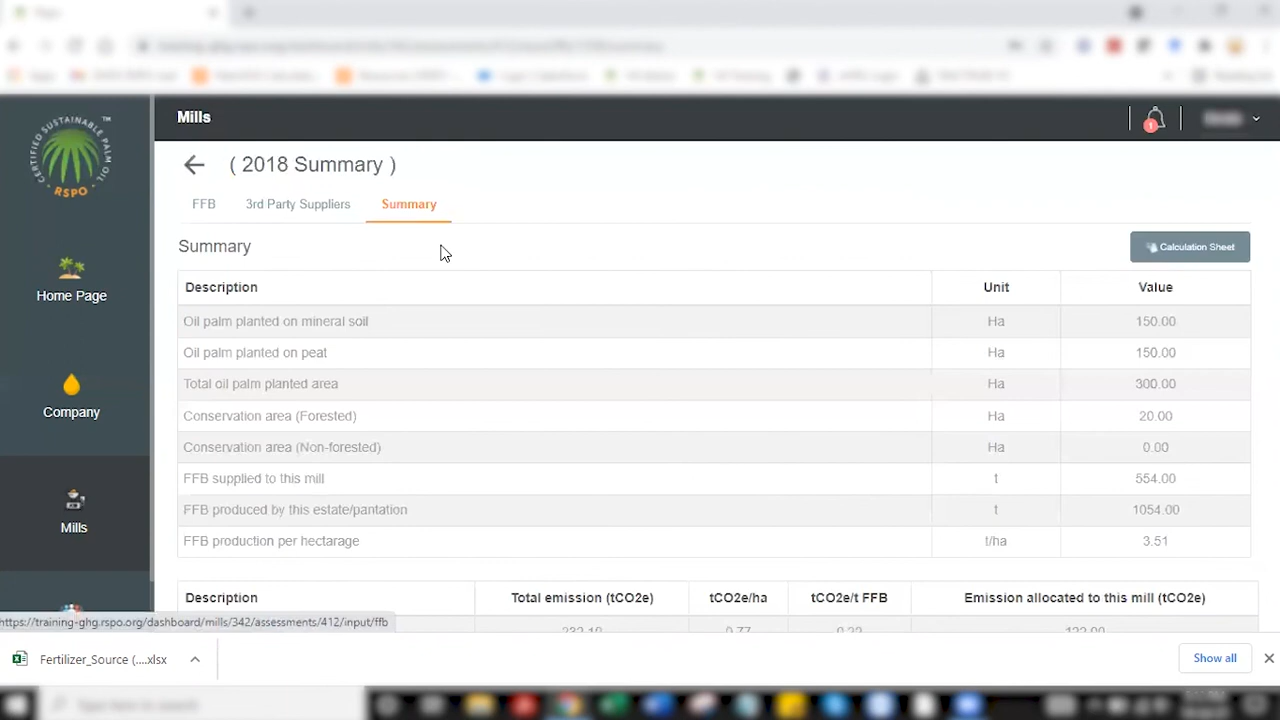 Mills
1
CERTIFIED SUSTAINABLE PALM OIL ™
RSPO
( 2018 Summary )
FFB 3rd Party Suppliers Summary
Summary
Calculation Sheet
Home Page
Company
Mills
Description Unit Value
Oil palm planted on mineral soil Ha 150.00
Oil palm planted on peat Ha 150.00
Total oil palm planted area Ha 300.00
Conservation area (Forested) Ha 20.00
Conservation area (Non-forested) Ha 0.00
FFB supplied to this mill t 554.00
FFB produced by this estate/pantation t 1054.00
FFB production per hectarage t/ha 3.51
Description Total emission (tCO2e) tCO2e/ha tCO2e/t FFB Emission allocated to this mill (tCO2e)
https://training-ghg.rspo.org/dashboard/mills/342/assessments/412/input/ffb
Fertilizer_Source (....xlsx
Show all